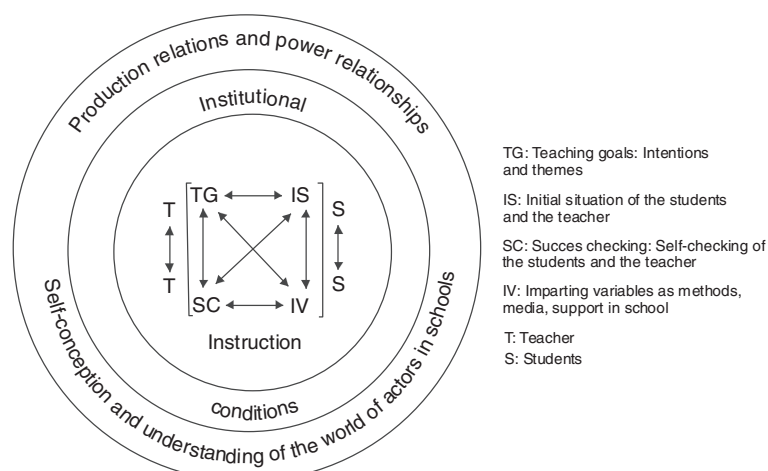 Production relations and power relationships
Institutional
TG IS
T S
T S
SC IV
Instruction
conditions
Self-conception and understanding of the world of actors in schools
TG: Teaching goals: Intentions
and themes
IS: Initial situation of the students
and the teacher
SC: Succes checking: Self-checking of
the students and the teacher
IV: Imparting variables as methods,
media, support in school
T: Teacher
S: Students